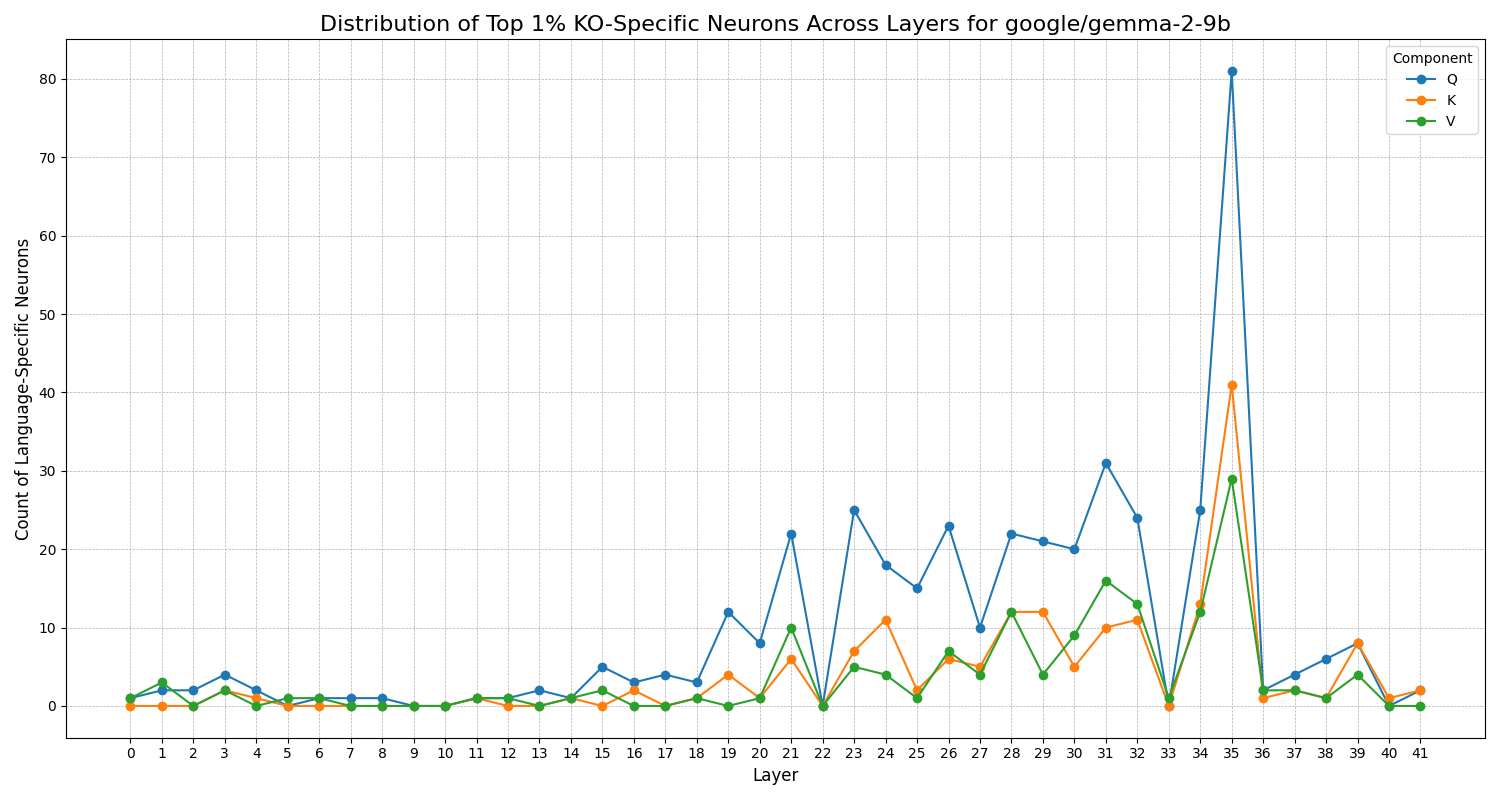 Distribution of Top 1% KO-Specific Neurons Across Layers for google/gemma-2-9b
Component
Q
K
V
Count of Language-Specific Neurons
80
70
60
50
40
30
20
10
0
0 1 2 3 4 5 6 7 8 9 10 11 12 13 14 15 16 17 18 19 20 21 22 23 24 25 26 27 28 29 30 31 32 33 34 35 36 37 38 39 40 41
Layer